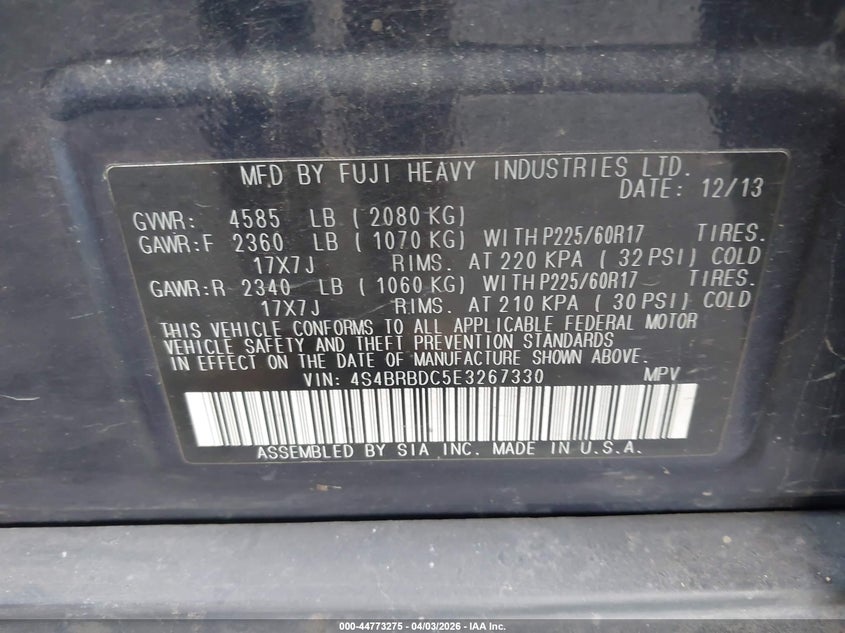 MFD BY FUJI HEAVY INDUSTRIES LTD.
DATE: 12/13
GVWR: 4585 LB ( 2080 KG)
GAWR:F 2360 LB ( 1070 KG) WITH P225/60R17 TIRES.
17X7J RIMS. AT 220 KPA ( 32 PSI) COLD
GAWR:R 2340 LB ( 1060 KG) WITH P225/60R17 TIRES.
17X7J RIMS. AT 210 KPA ( 30 PSI) COLD
THIS VEHICLE CONFORMS TO ALL APPLICABLE FEDERAL MOTOR
VEHICLE SAFETY AND THEFT PREVENTION STANDARDS
IN EFFECT ON THE DATE OF MANUFACTURE SHOWN ABOVE.
VIN: 4S4BRBDC5E3267330 MPV
ASSEMBLED BY SIA INC. MADE IN U.S.A.
000-44773275 - 04/03/2026 - IAA Inc.